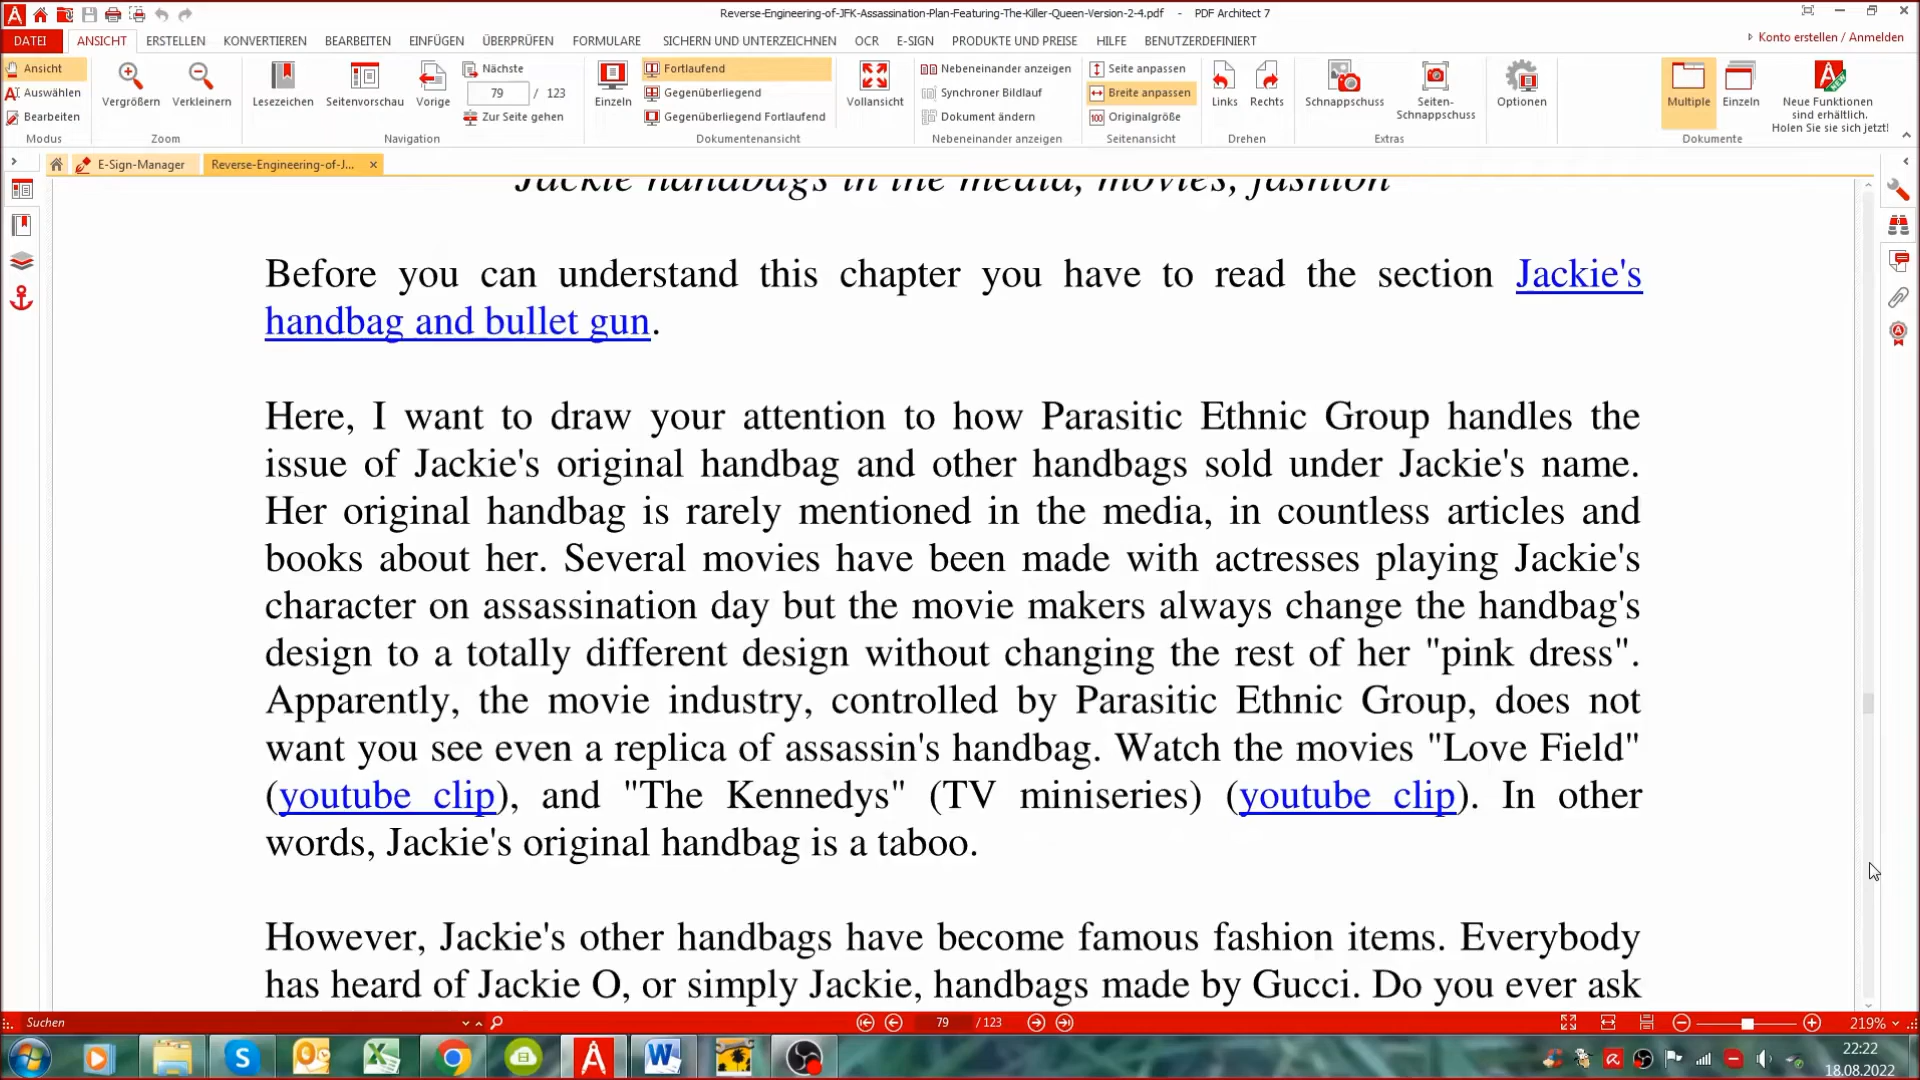 Reverse-Engineering-of-JFK-Assassination-Plan-Featuring-The-Killer-Queen-Version-2-4.pdf - PDF Architect 7
DATEI ANSICHT ERSTELLEN KONVERTIEREN BEARBEITEN EINFÜGEN ÜBERPRÜFEN FORMULARE SICHERN UND UNTERZEICHNEN OCR E-SIGN PRODUKTE UND PREISE HILFE BENUTZERDEFINIERT Konto erstellen / Anmelden
Ansicht
Auswählen
Bearbeiten
Modus
Vergrößern Verkleinern
Zoom
Lesezeichen Seitenvorschau Vorige
Nächste
79 / 123
Zur Seite gehen
Navigation
Einzeln
Fortlaufend
Gegenüberliegend
Gegenüberliegend Fortlaufend
Dokumentenansicht
Vollansicht
Nebeneinander anzeigen
Synchroner Bildlauf
Dokument ändern
Nebeneinander anzeigen
Seite anpassen
Breite anpassen
100 Originalgröße
Seitenansicht
Links Rechts
Drehen
Schnappschuss
Seiten-
Schnappschuss
Extras
Optionen
Multiple Einzeln
Neue Funktionen
sind erhältlich.
Holen Sie sie sich jetzt!
Dokumente
E-Sign-Manager Reverse-Engineering-of-J...
Jackie handbags in the media, movies, fashion
Before you can understand this chapter you have to read the section Jackie's
handbag and bullet gun.
Here, I want to draw your attention to how Parasitic Ethnic Group handles the
issue of Jackie's original handbag and other handbags sold under Jackie's name.
Her original handbag is rarely mentioned in the media, in countless articles and
books about her. Several movies have been made with actresses playing Jackie's
character on assassination day but the movie makers always change the handbag's
design to a totally different design without changing the rest of her "pink dress".
Apparently, the movie industry, controlled by Parasitic Ethnic Group, does not
want you see even a replica of assassin's handbag. Watch the movies "Love Field"
(youtube clip), and "The Kennedys" (TV miniseries) (youtube clip). In other
words, Jackie's original handbag is a taboo.
However, Jackie's other handbags have become famous fashion items. Everybody
has heard of Jackie O, or simply Jackie, handbags made by Gucci. Do you ever ask
Suchen 79 / 123 219%
22:22
18.08.2022